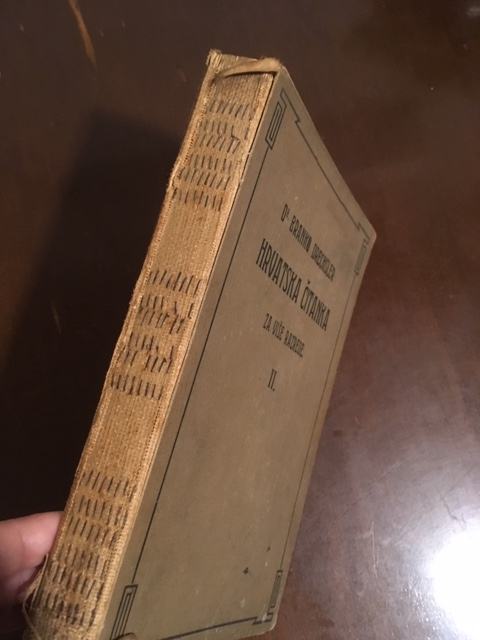 Dr BRANKO DRECHSLER
HRVATSKA ČITANKA
ZA VIŠE RAZREDE
II.